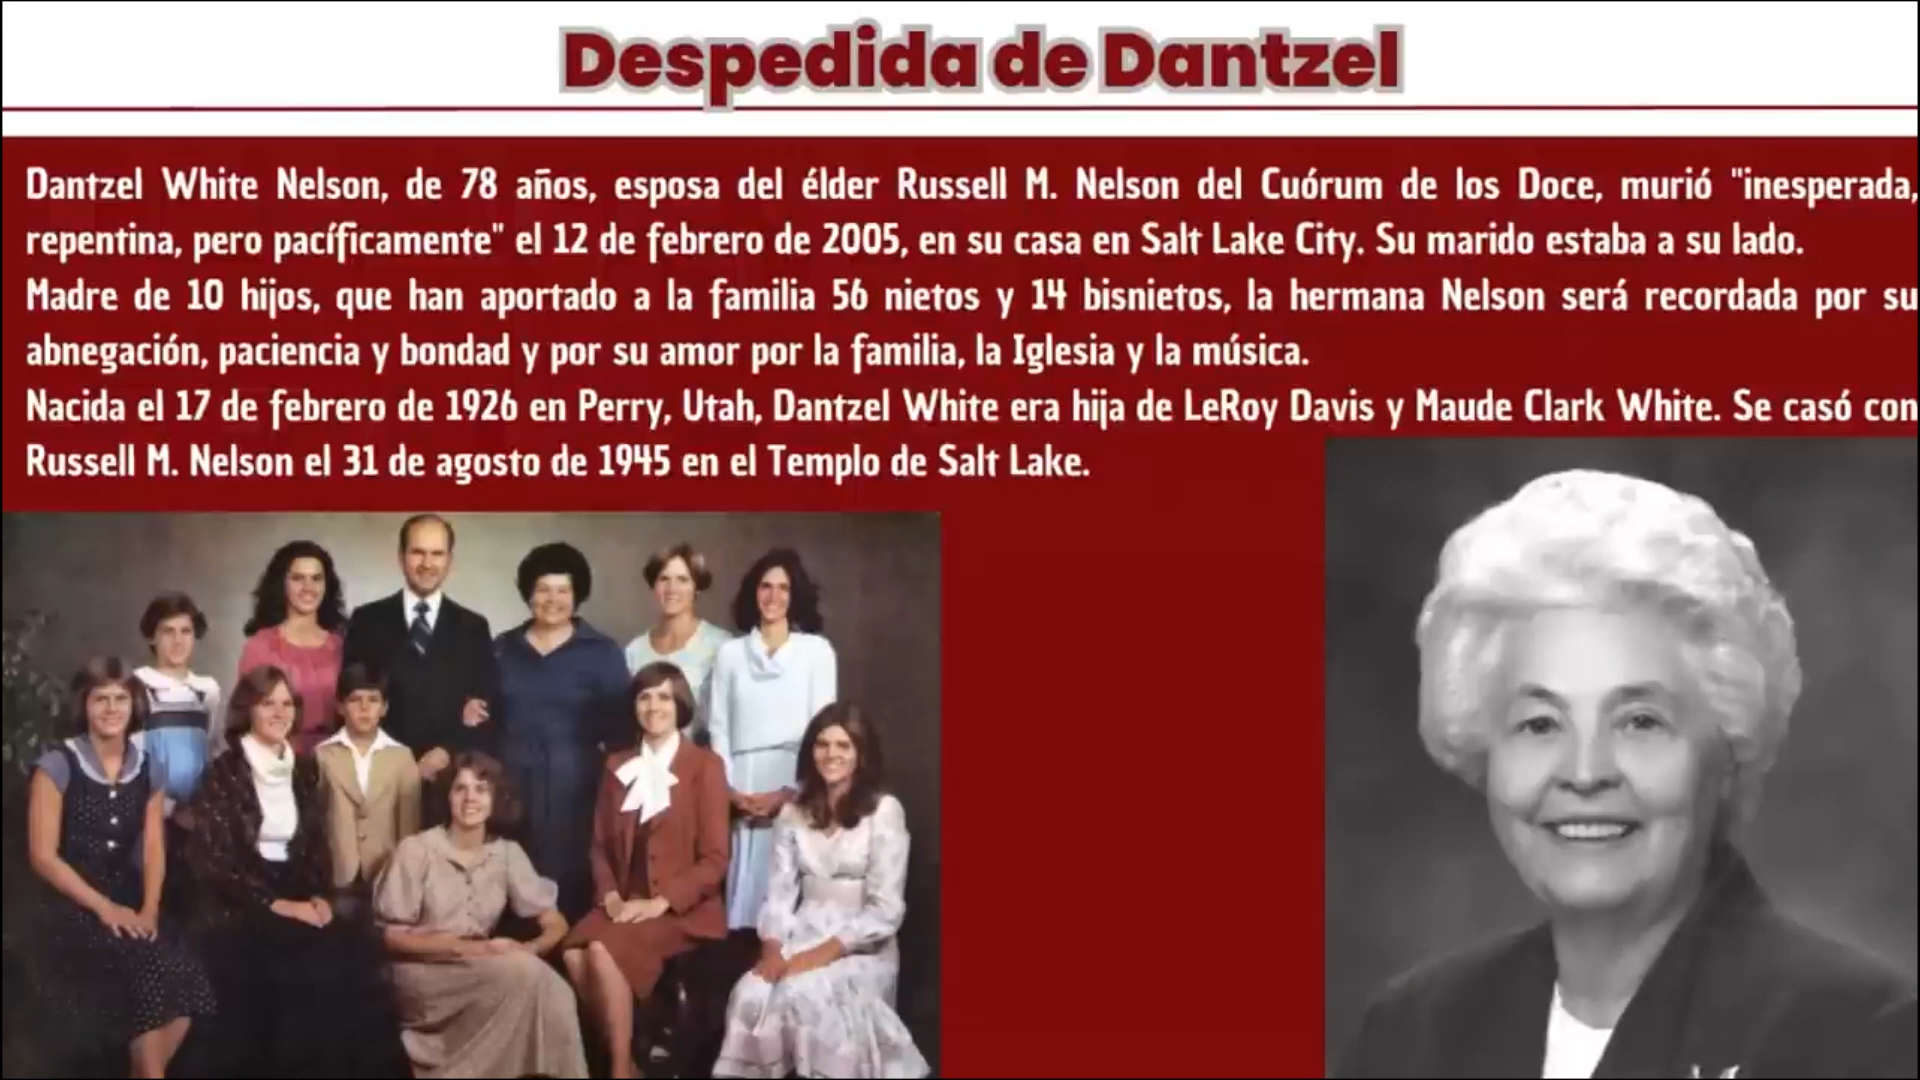 Despedida de Dantzel
Dantzel White Nelson, de 78 años, esposa del élder Russell M. Nelson del Cuórum de los Doce, murió "inesperada,
repentina, pero pacíficamente" el 12 de febrero de 2005, en su casa en Salt Lake City. Su marido estaba a su lado.
Madre de 10 hijos, que han aportado a la familia 56 nietos y 14 bisnietos, la hermana Nelson será recordada por su
abnegación, paciencia y bondad y por su amor por la familia, la Iglesia y la música.
Nacida el 17 de febrero de 1926 en Perry, Utah, Dantzel White era hija de LeRoy Davis y Maude Clark White. Se casó con
Russell M. Nelson el 31 de agosto de 1945 en el Templo de Salt Lake.